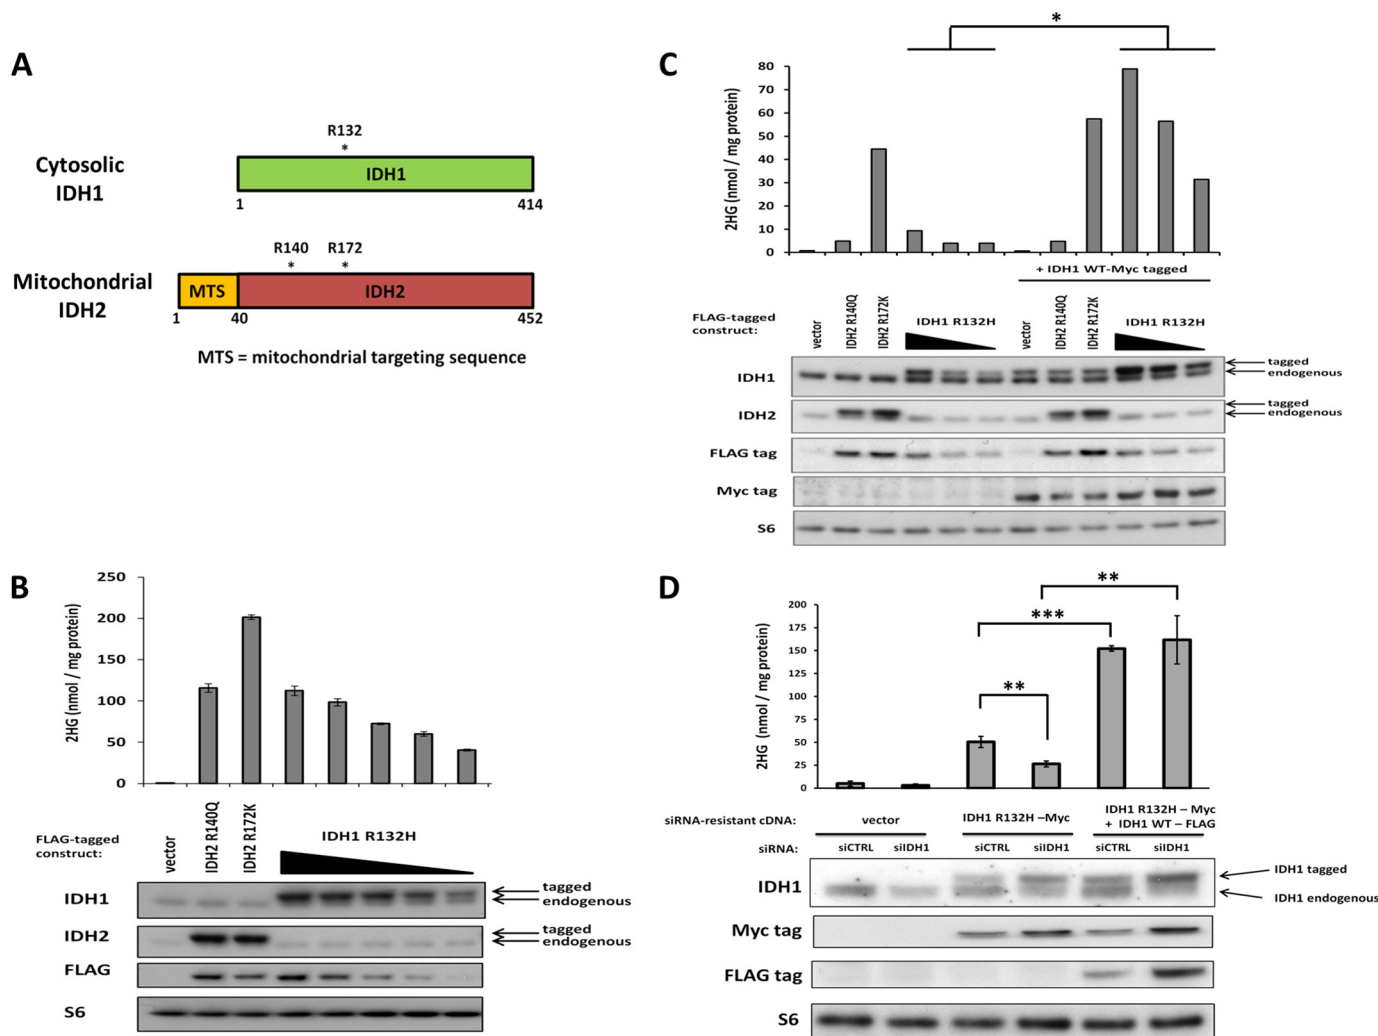 A
R132
*
Cytosolic
IDH1
IDH1
1
414
R140
R172
*
*
Mitochondrial
IDH2
MTS
IDH2
1
40
452
MTS = mitochondrial targeting sequence
B
2HG (nmol / mg protein)
250
200
150
100
50
0
FLAG-tagged
construct:
vector
IDH2 R140Q
IDH2 R172K
IDH1 R132H
IDH1
tagged
endogenous
IDH2
tagged
endogenous
FLAG
S6
C
*
2HG (nmol / mg protein)
80
70
60
50
40
30
20
10
0
+ IDH1 WT-Myc tagged
FLAG-tagged
construct:
vector
IDH2 R140Q
IDH2 R172K
IDH1 R132H
vector
IDH2 R140Q
IDH2 R172K
IDH1 R132H
IDH1
tagged
endogenous
IDH2
tagged
endogenous
FLAG tag
Myc tag
S6
D
**
***
**
2HG (nmol / mg protein)
200
175
150
125
100
75
50
25
0
siRNA-resistant cDNA:
vector
IDH1 R132H –Myc
IDH1 R132H – Myc
+ IDH1 WT – FLAG
siRNA:
siCTRL
siIDH1
siCTRL
siIDH1
siCTRL
siIDH1
IDH1
IDH1 tagged
IDH1 endogenous
Myc tag
FLAG tag
S6